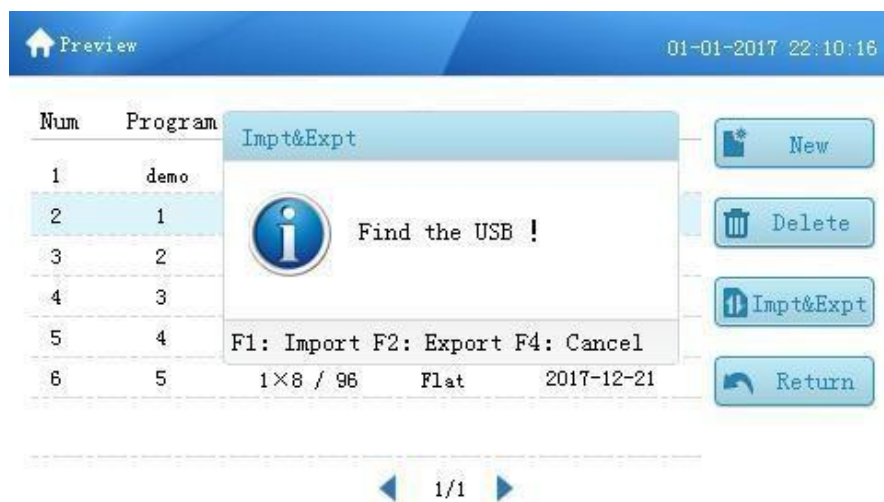 Preview 01-01-2017 22:10:16
Num Program
Impt&Expt
New
1 demo
2 1
Find the USB !
Delete
3 2
4 3
Impt&Expt
5 4
F1: Import F2: Export F4: Cancel
6 5 1×8 / 96 Flat 2017-12-21
Return
1/1